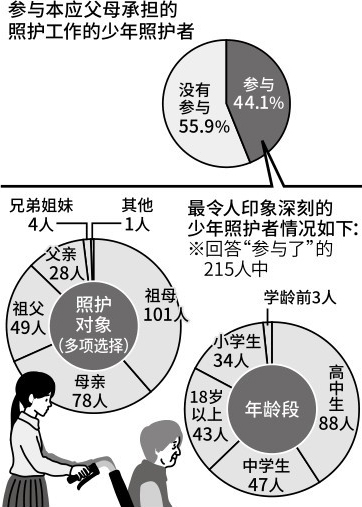 参与本应父母承担的
照护工作的少年照护者
参与
44.1%
没有
参与
55.9%
兄弟姐妹
4人
其他
1人
父亲
28人
祖父
49人
母亲
78人
祖母
101人
照护
对象
(多项选择)
最令人印象深刻的
少年照护者情况如下:
※回答“参与了”的
215人中
学龄前3人
小学生
34人
18岁
以上
43人
中学生
47人
高中生
88人
年龄段